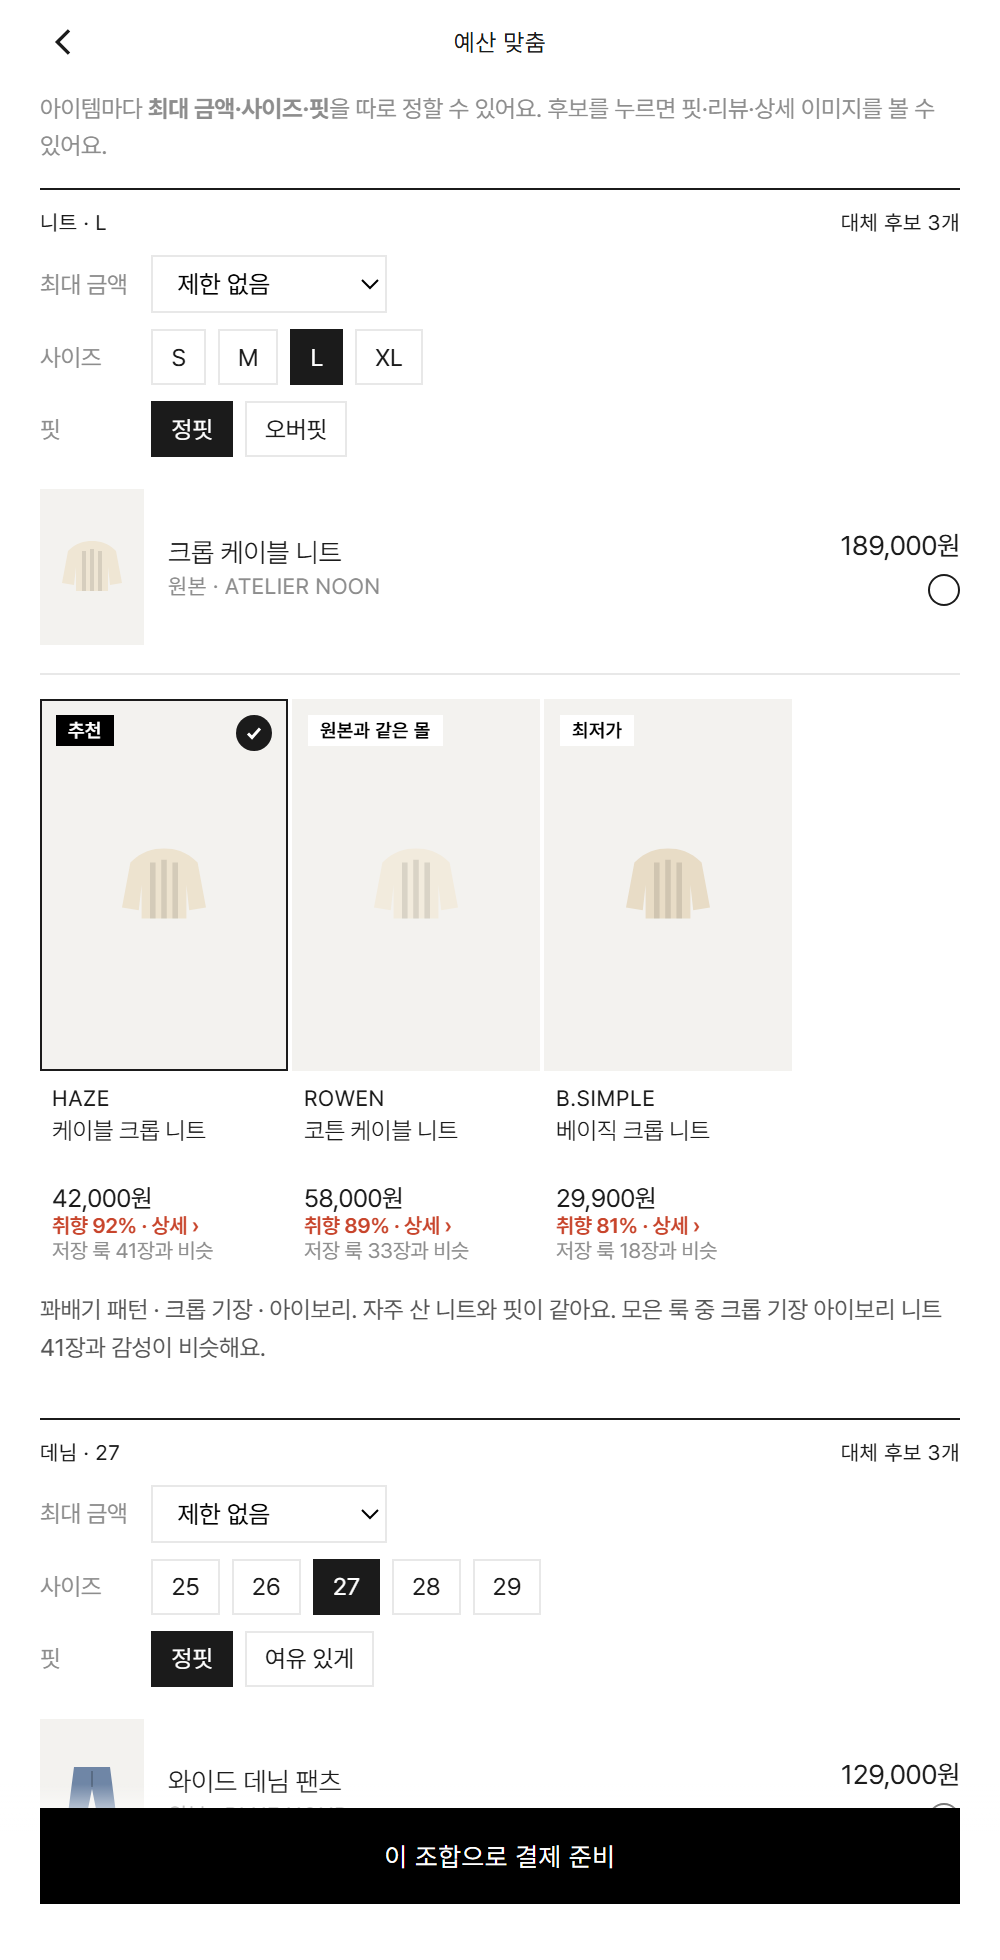 예산 맞춤
아이템마다 최대 금액·사이즈·핏을 따로 정할 수 있어요. 후보를 누르면 핏·리뷰·상세 이미지를 볼 수
있어요.
니트 · L
대체 후보 3개
최대 금액
제한 없음
사이즈
S
M
L
XL
핏
정핏
오버핏
크롭 케이블 니트
원본 · ATELIER NOON
189,000원
추천
원본과 같은 몰
최저가
HAZE
케이블 크롭 니트
42,000원
취향 92% · 상세 ›
저장 룩 41장과 비슷
ROWEN
코튼 케이블 니트
58,000원
취향 89% · 상세 ›
저장 룩 33장과 비슷
B.SIMPLE
베이직 크롭 니트
29,900원
취향 81% · 상세 ›
저장 룩 18장과 비슷
꽈배기 패턴 · 크롭 기장 · 아이보리. 자주 산 니트와 핏이 같아요. 모은 룩 중 크롭 기장 아이보리 니트
41장과 감성이 비슷해요.
데님 · 27
대체 후보 3개
최대 금액
제한 없음
사이즈
25
26
27
28
29
핏
정핏
여유 있게
와이드 데님 팬츠
129,000원
이 조합으로 결제 준비